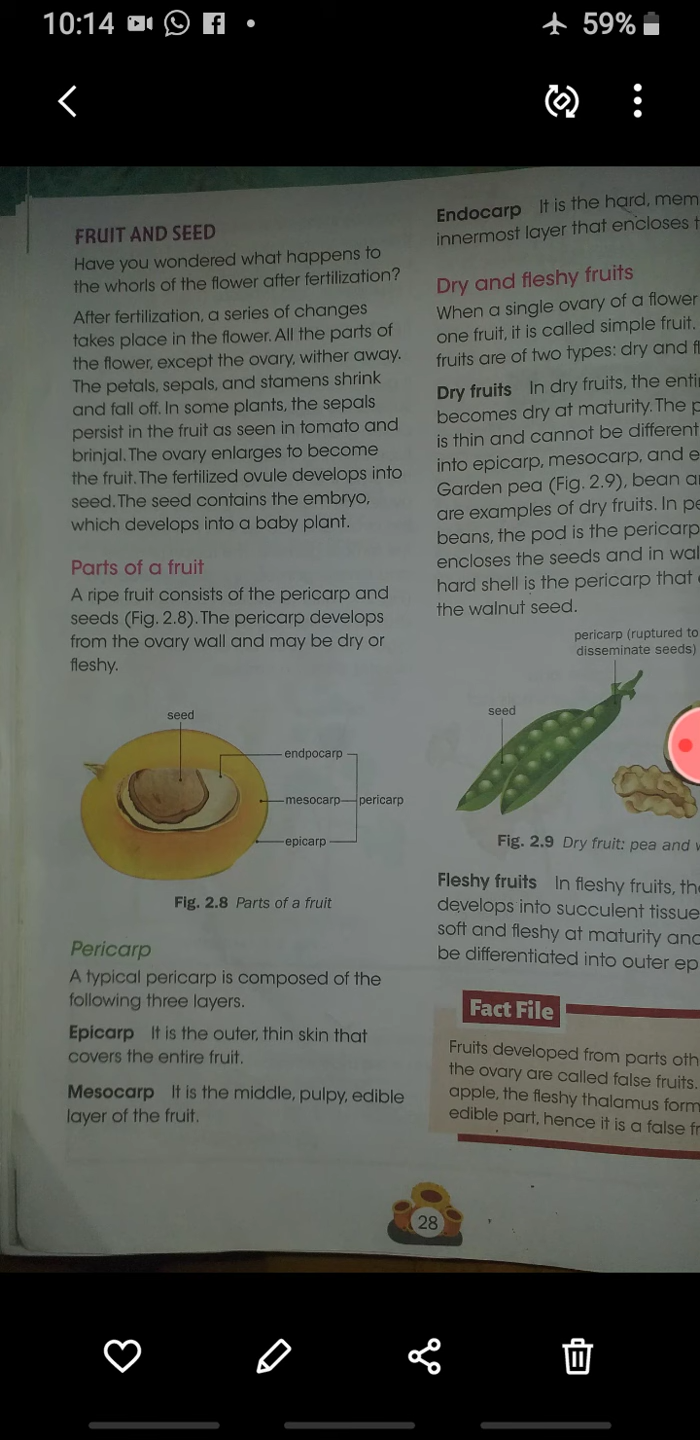 10:14
59%
FRUIT AND SEED
Have you wondered what happens to
the whorls of the flower after fertilization?
After fertilization, a series of changes
takes place in the flower. All the parts of
the flower, except the ovary, wither away.
The petals, sepals, and stamens shrink
and fall off. In some plants, the sepals
persist in the fruit as seen in tomato and
brinjal. The ovary enlarges to become
the fruit. The fertilized ovule develops into
seed. The seed contains the embryo,
which develops into a baby plant.
Parts of a fruit
A ripe fruit consists of the pericarp and
seeds (Fig. 2.8). The pericarp develops
from the ovary wall and may be dry or
fleshy.
seed
endpocarp
mesocarp
pericarp
epicarp
Fig. 2.8 Parts of a fruit
Pericarp
A typical pericarp is composed of the
following three layers.
Epicarp It is the outer, thin skin that
covers the entire fruit.
Mesocarp It is the middle, pulpy, edible
layer of the fruit.
Endocarp It is the hard, mem
innermost layer that encloses t
Dry and fleshy fruits
When a single ovary of a flower
one fruit, it is called simple fruit.
fruits are of two types: dry and fl
Dry fruits In dry fruits, the enti
becomes dry at maturity. The p
is thin and cannot be different
into epicarp, mesocarp, and e
Garden pea (Fig. 2.9), bean a
are examples of dry fruits. In pe
beans, the pod is the pericarp
encloses the seeds and in wal
hard shell is the pericarp that
the walnut seed.
pericarp (ruptured to
disseminate seeds)
seed
Fig. 2.9 Dry fruit: pea and w
Fleshy fruits In fleshy fruits, the
develops into succulent tissue
soft and fleshy at maturity and
be differentiated into outer ep
Fact File
Fruits developed from parts oth
the ovary are called false fruits.
apple, the fleshy thalamus form
edible part, hence it is a false fr
28